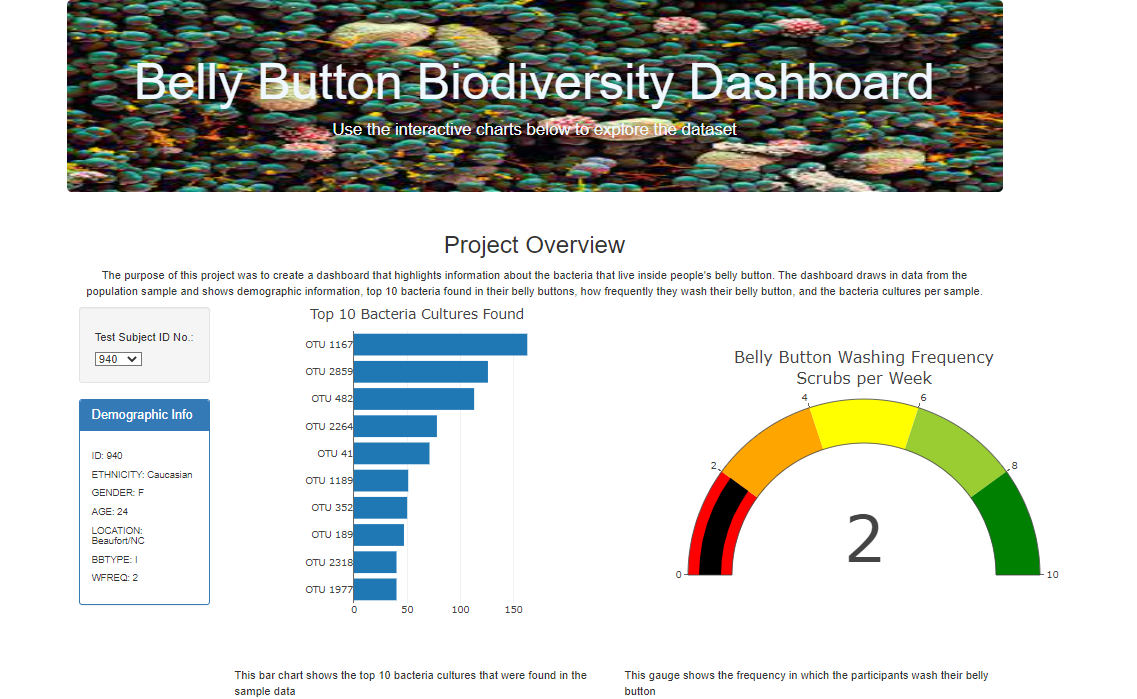 Belly Button Biodiversity Dashboard
Use the interactive charts below to explore the dataset
Project Overview
The purpose of this project was to create a dashboard that highlights information about the bacteria that live inside people's belly button. The dashboard draws in data from the
population sample and shows demographic information, top 10 bacteria found in their belly buttons, how frequently they wash their belly button, and the bacteria cultures per sample.
Test Subject ID No.:
940
Demographic Info
ID: 940
ETHNICITY: Caucasian
GENDER: F
AGE: 24
LOCATION:
Beaufort/NC
BBTYPE: I
WFREQ: 2
Top 10 Bacteria Cultures Found
OTU 1167
OTU 2859
OTU 482
OTU 2264
OTU 41
OTU 1189
OTU 352
OTU 189
OTU 2318
OTU 1977
0 50 100 150
This bar chart shows the top 10 bacteria cultures that were found in the
sample data
Belly Button Washing Frequency
Scrubs per Week
4 6
2 8
2
0 10
This gauge shows the frequency in which the participants wash their belly
button